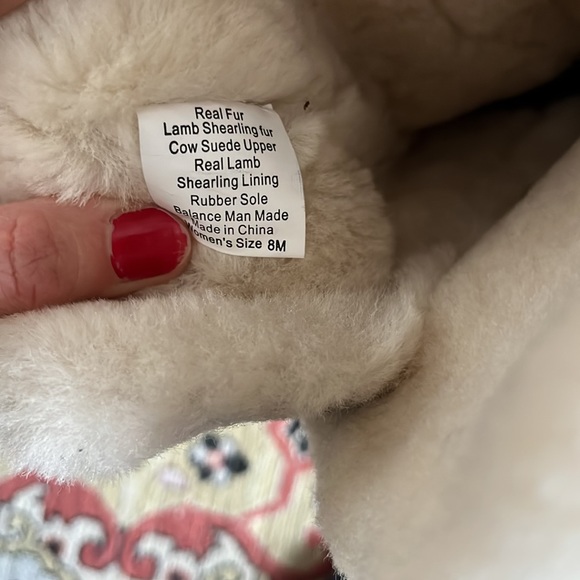 Real Fur
Lamb Shearling fur
Cow Suede Upper
Real Lamb
Shearling Lining
Rubber Sole
Balance Man Made
Made in China
Women's Size 8M